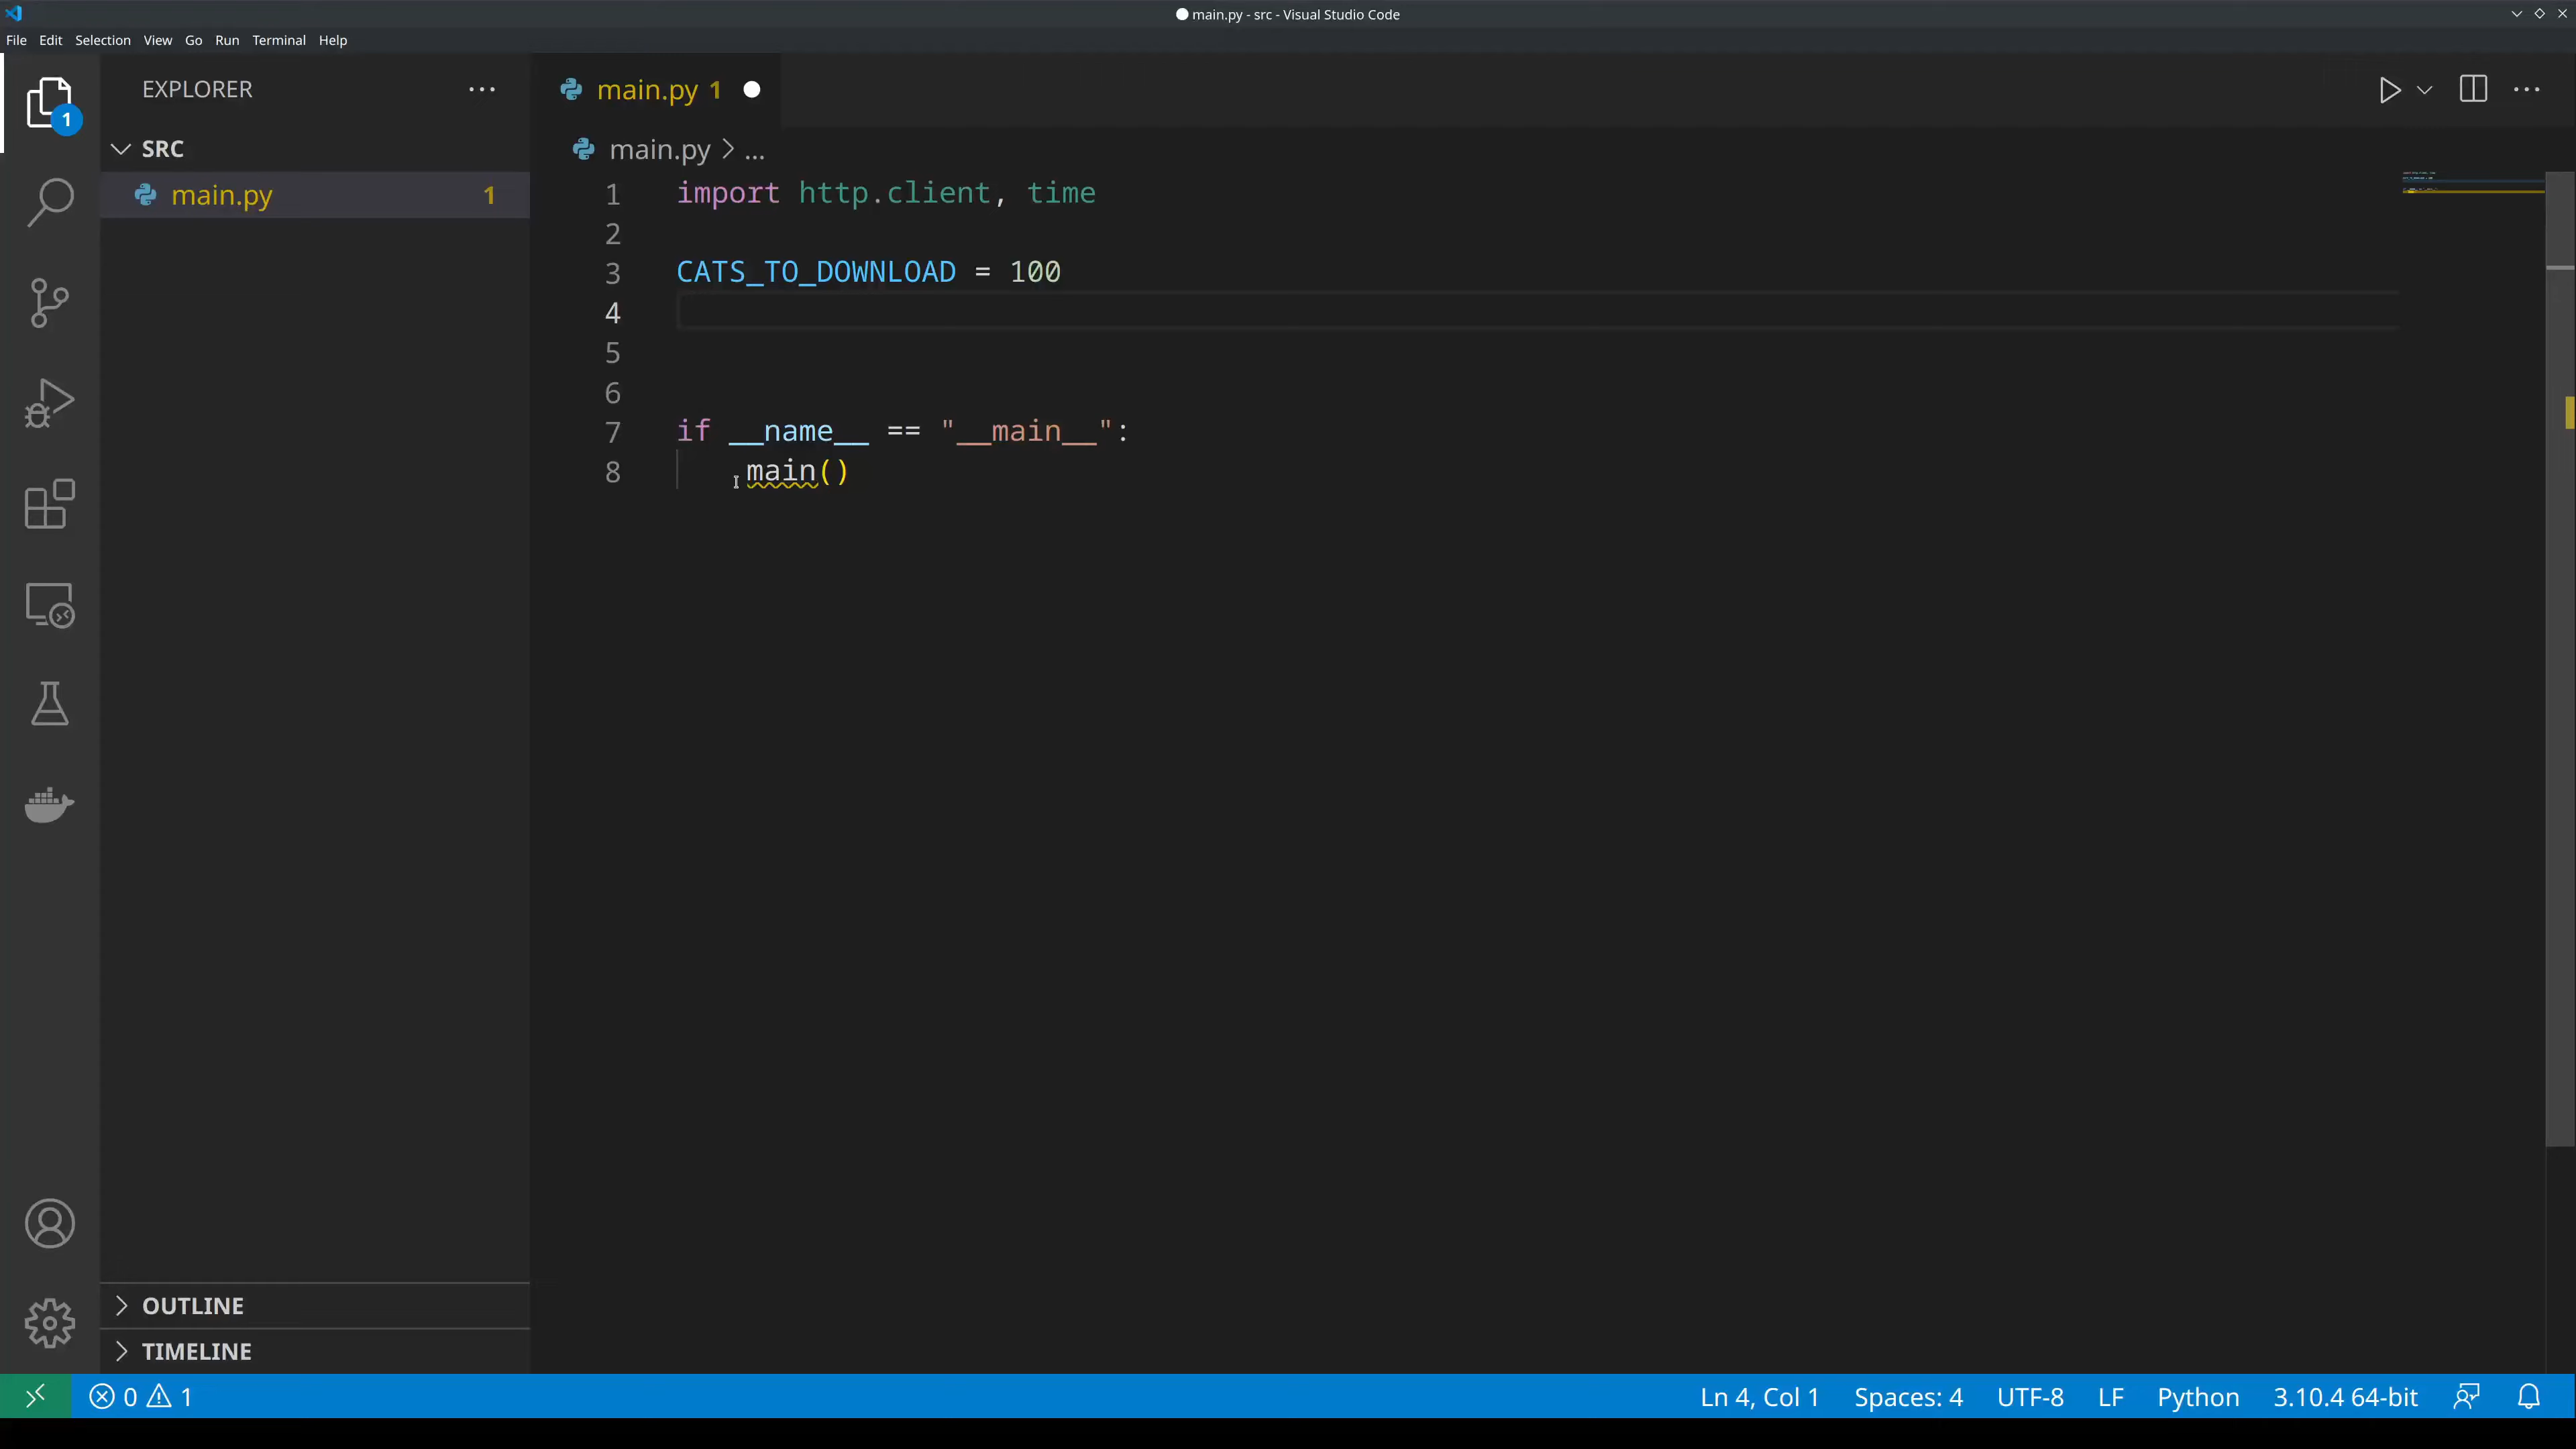 main.py - src - Visual Studio Code
File Edit Selection View Go Run Terminal Help
EXPLORER
main.py 1
1
SRC
main.py > ...
main.py 1
1 import http.client, time
2
3 CATS_TO_DOWNLOAD = 100
4
5
6
7 if __name__ == "__main__":
8 main()
OUTLINE
TIMELINE
0 1 Ln 4, Col 1 Spaces: 4 UTF-8 LF Python 3.10.4 64-bit